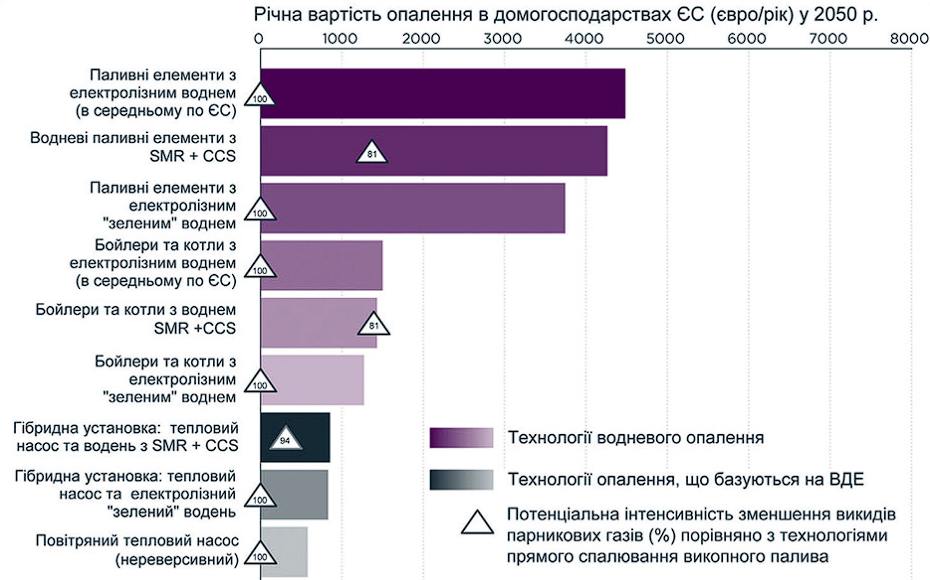 Річна вартість опалення в домогосподарствах ЄС (євро/рік) у 2050 р.
0 1000 2000 3000 4000 5000 6000 7000 8000
Паливні елементи з
електролізним воднем
(в середньому по ЄС)
100
Водневі паливні елементи з
SMR + CCS
81
Паливні елементи з
електролізним
"зеленим" воднем
100
Бойлери та котли з
електролізним воднем
(в середньому по ЄС)
100
Бойлери та котли з воднем
SMR +CCS
81
Бойлери та котли з
електролізним
"зеленим" воднем
100
Гібридна установка: тепловий
насос та водень з SMR + CCS
94
Гібридна установка: тепловий
насос та електролізний
"зелений" водень
100
Повітряний тепловий насос
(нереверсивний)
100
Технології водневого опалення
Технології опалення, що базуються на ВДЕ
Потенціальна інтенсивність зменшення викидів
парникових газів (%) порівняно з технологіями
прямого спалювання викопного палива